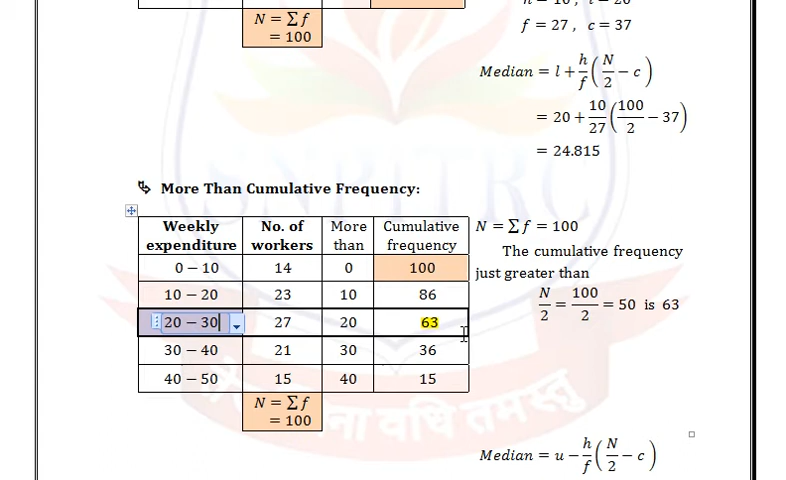 N = ∑f
= 100
f = 27 , c = 37
Median = l + h/f (N/2 − c)
= 20 + 10/27 (100/2 − 37)
= 24.815
More Than Cumulative Frequency:
Weekly expenditure No. of workers More than Cumulative frequency
0 − 10 14 0 100
10 − 20 23 10 86
20 − 30 27 20 63
30 − 40 21 30 36
40 − 50 15 40 15
N = ∑f
= 100
N = ∑f = 100
The cumulative frequency
just greater than
N/2 = 100/2 = 50 is 63
Median = u − h/f (N/2 − c)
SNPITRC
वधि तमस्तु